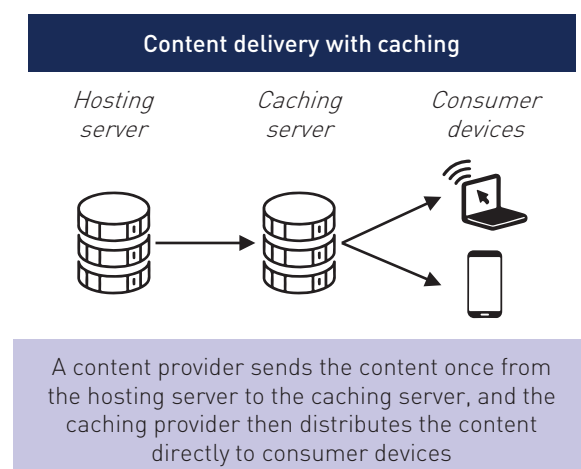 Content delivery with caching
Hosting server
Caching server
Consumer devices
A content provider sends the content once from
the hosting server to the caching server, and the
caching provider then distributes the content
directly to consumer devices